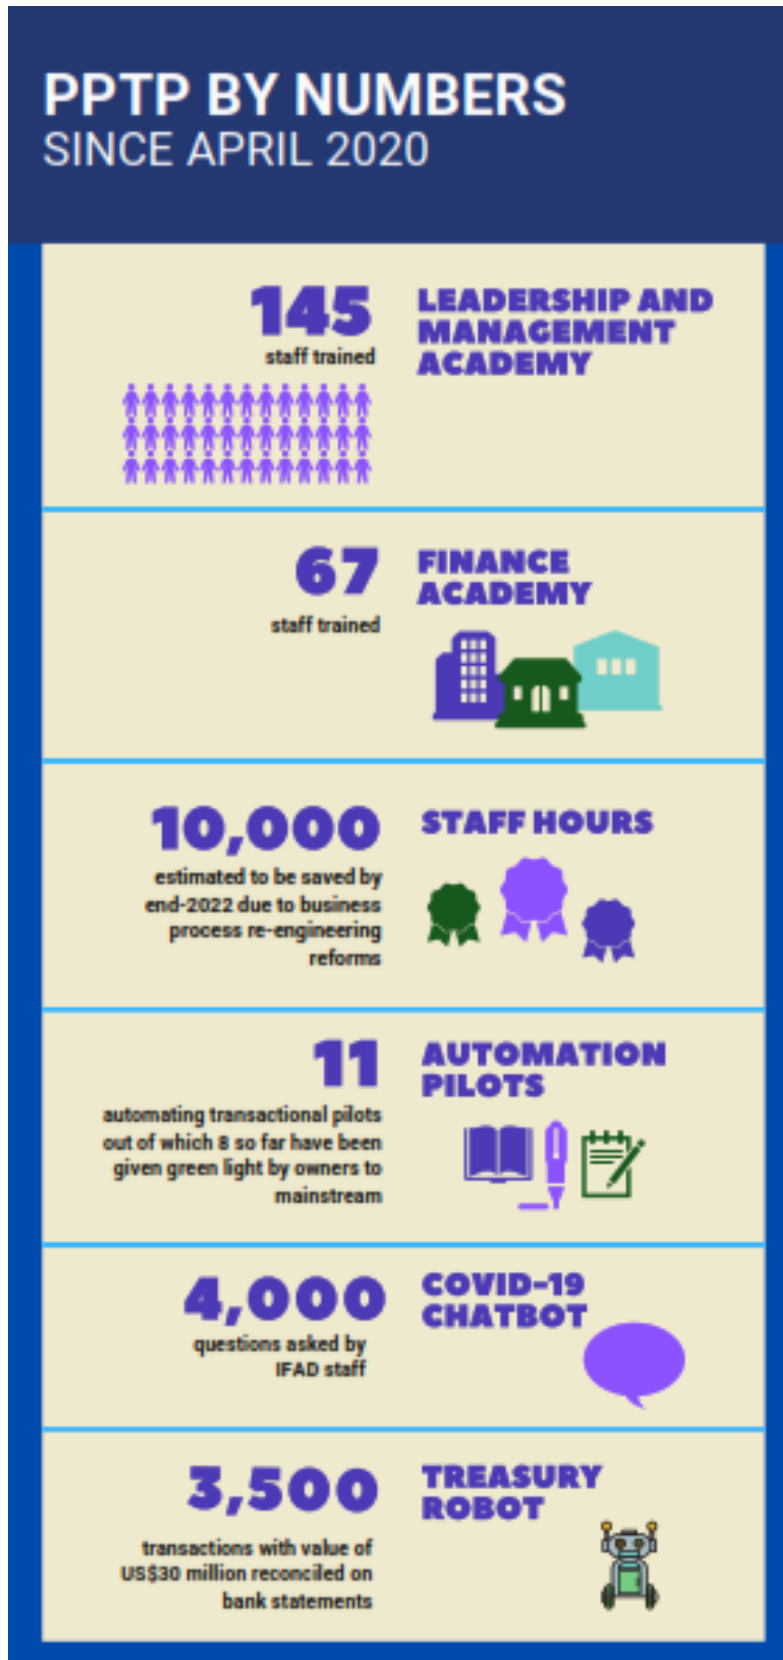 PPTP BY NUMBERS
SINCE APRIL 2020
145
staff trained
LEADERSHIP AND
MANAGEMENT
ACADEMY
67
staff trained
FINANCE
ACADEMY
10,000
estimated to be saved by
end-2022 due to business
process re-engineering
reforms
STAFF HOURS
11
automating transactional pilots
out of which 8 so far have been
given green light by owners to
mainstream
AUTOMATION
PILOTS
4,000
questions asked by
IFAD staff
COVID-19
CHATBOT
3,500
transactions with value of
US$30 million reconciled on
bank statements
TREASURY
ROBOT